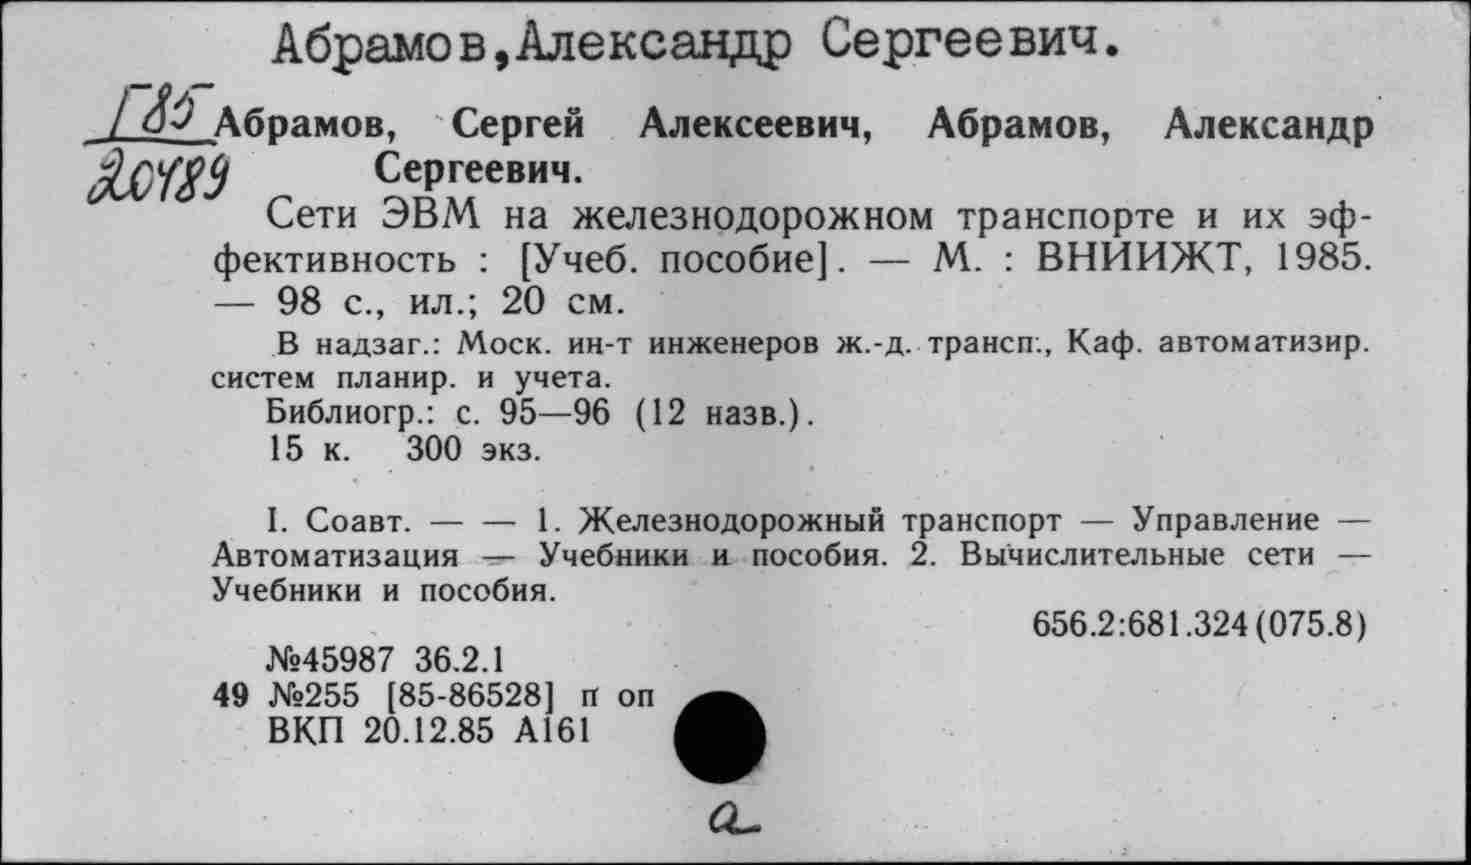 Абрамов,Александр Сергеевич.
Г85
20489
Абрамов, Сергей Алексеевич, Абрамов, Александр
Сергеевич.
Сети ЭВМ на железнодорожном транспорте и их эф-
фективность : [Учеб. пособие]. — М. : ВНИИЖТ, 1985.
— 98 с., ил.; 20 см.
В надзаг.: Моск. ин-т инженеров ж.-д. трансп., Каф. автоматизир.
систем планир. и учета.
Библиогр.: с. 95—96 (12 назв.).
15 к. 300 экз.
I. Соавт. — — 1. Железнодорожный транспорт — Управление —
Автоматизация — Учебники и пособия. 2. Вычислительные сети —
Учебники и пособия.
656.2:681.324(075.8)
№45987 36.2.1
49 №255 [85-86528] п оп
ВКП 20.12.85 А161
а